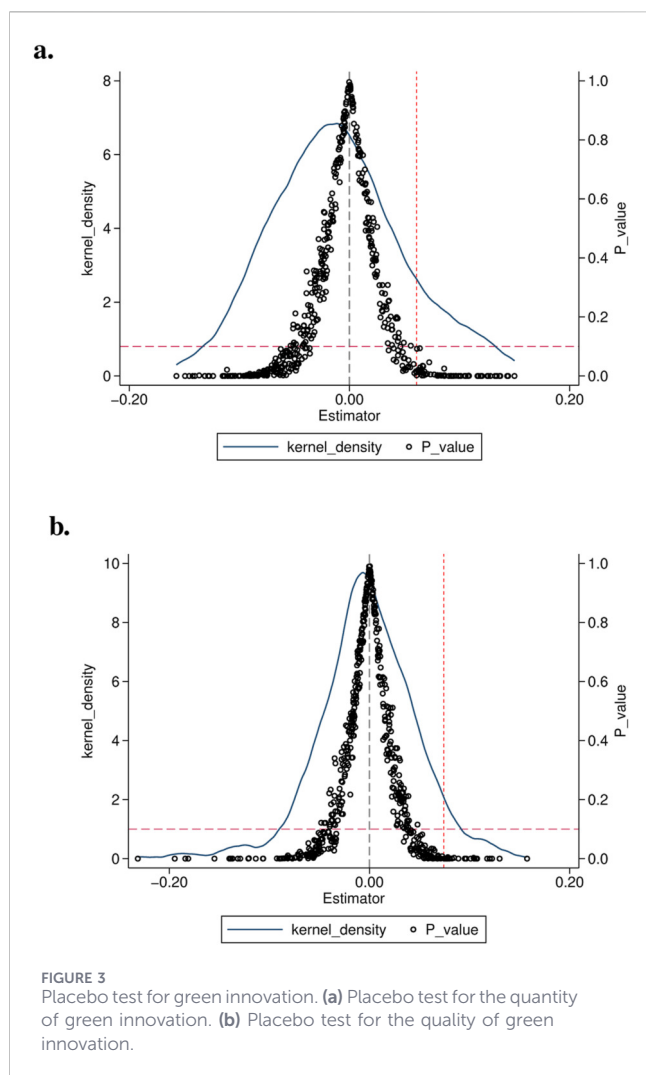 a.
8
6
4
2
0
kernel_density
1.0
0.8
0.6
0.4
0.2
0.0
P_value
−0.20
0.00
0.20
Estimator
kernel_density
P_value
b.
10
8
6
4
2
0
kernel_density
1.0
0.8
0.6
0.4
0.2
0.0
P_value
−0.20
0.00
0.20
Estimator
kernel_density
P_value
FIGURE 3
Placebo test for green innovation. (a) Placebo test for the quantity
of green innovation. (b) Placebo test for the quality of green
innovation.